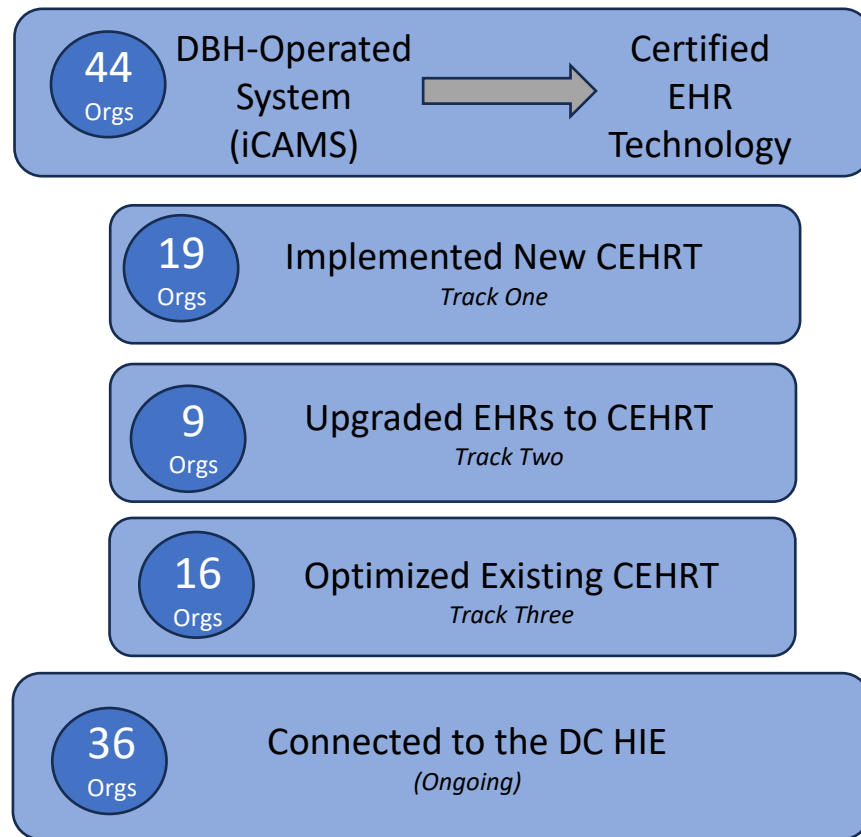 44
Orgs
DBH-Operated
System
(iCAMS)
Certified
EHR
Technology
19
Orgs
Implemented New CEHRT
Track One
9
Orgs
Upgraded EHRs to CEHRT
Track Two
16
Orgs
Optimized Existing CEHRT
Track Three
36
Orgs
Connected to the DC HIE
(Ongoing)